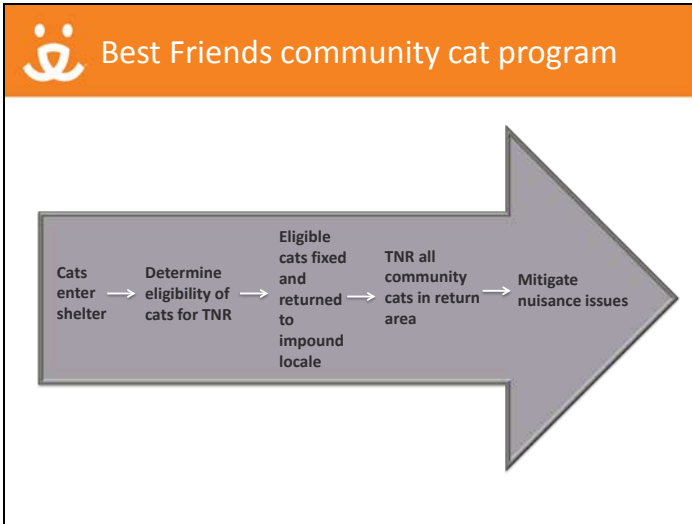 Best Friends community cat program
Cats
enter
shelter
Determine
eligibility of
cats for TNR
Eligible
cats fixed
and
returned
to
impound
locale
TNR all
community
cats in return
area
Mitigate
nuisance issues